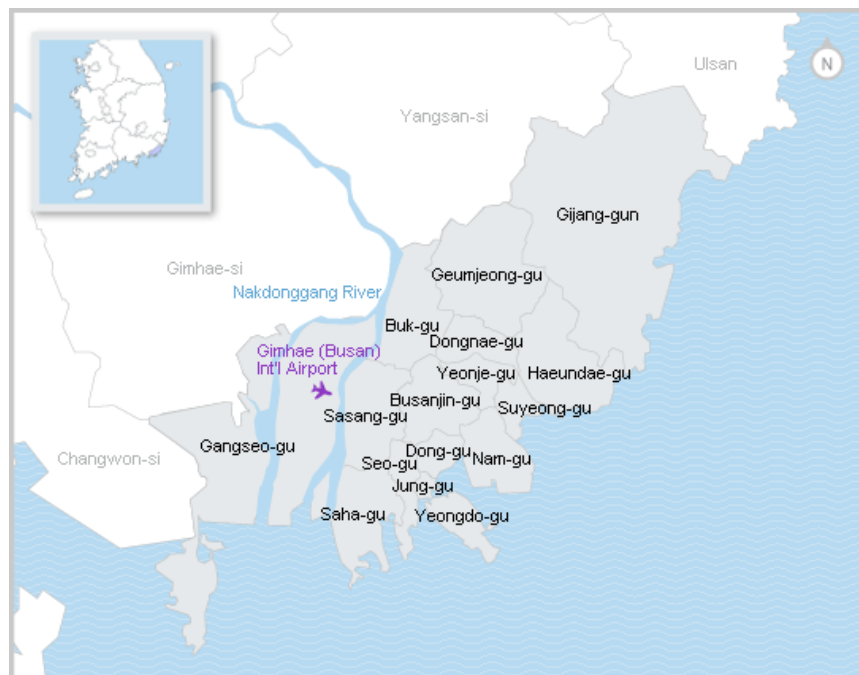 Ulsan
N
Yangsan-si
Gijang-gun
Gimhae-si
Geumjeong-gu
Nakdonggang River
Buk-gu
Dongnae-gu
Gimhae (Busan)
Int'l Airport
Yeonje-gu
Haeundae-gu
Busanjin-gu
Suyeong-gu
Sasang-gu
Gangseo-gu
Dong-gu
Changwon-si
Seo-gu
Nam-gu
Jung-gu
Saha-gu
Yeongdo-gu